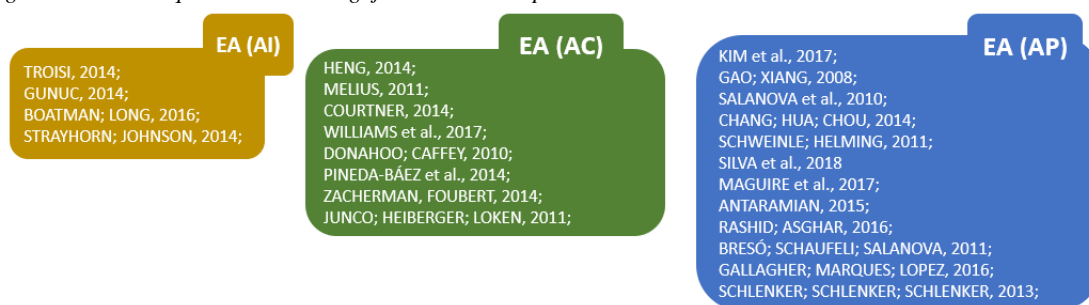 EA (AI)
TROISI, 2014;
GUNUC, 2014;
BOATMAN; LONG, 2016;
STRAYHORN; JOHNSON, 2014;
EA (AC)
HENG, 2014;
MELIUS, 2011;
COURTNER, 2014;
WILLIAMS et al., 2017;
DONAHOO; CAFFEY, 2010;
PINEDA-BÁEZ et al., 2014;
ZACHERMAN, FOUBERT, 2014;
JUNCO; HEIBERGER; LOKEN, 2011;
EA (AP)
KIM et al., 2017;
GAO; XIANG, 2008;
SALANOVA et al., 2010;
CHANG; HUA; CHOU, 2014;
SCHWEINLE; HELMING, 2011;
SILVA et al., 2018
MAGUIRE et al., 2017;
ANTARAMIAN, 2015;
RASHID; ASGHAR, 2016;
BRESÓ; SCHAUFELI; SALANOVA, 2011;
GALLAGHER; MARQUES; LOPEZ, 2016;
SCHLENKER; SCHLENKER; SCHLENKER, 2013;